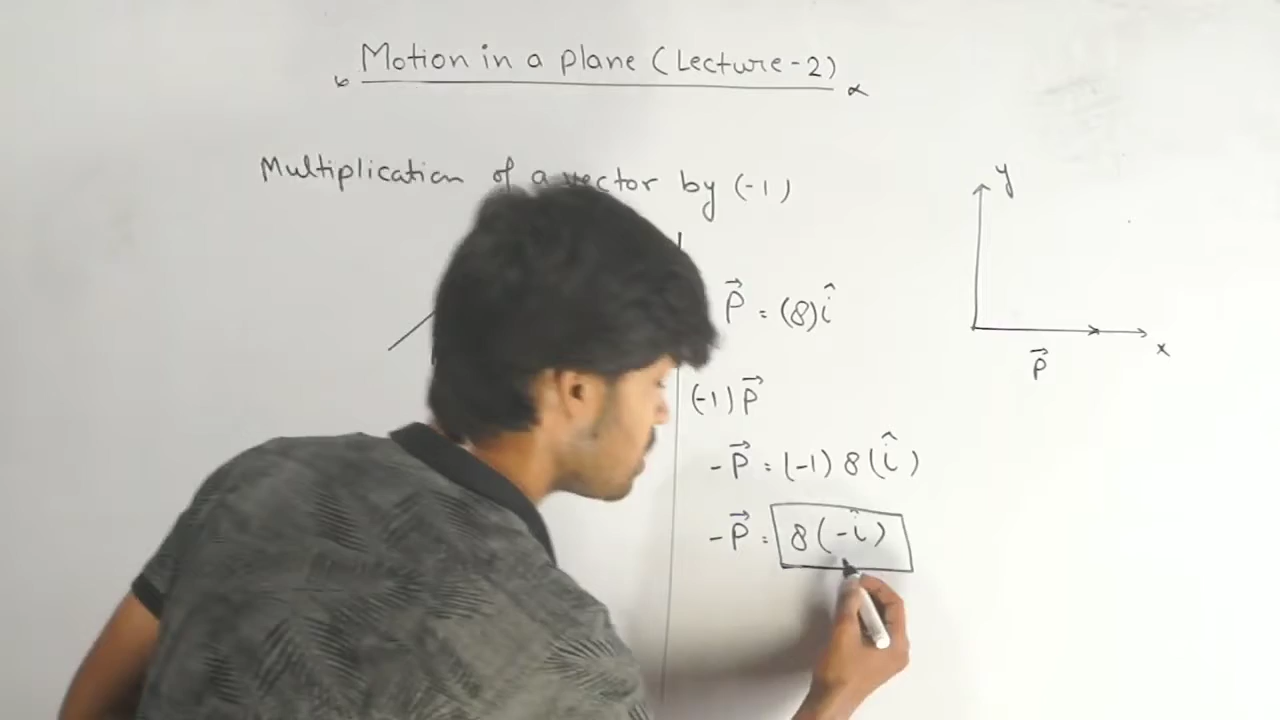 Motion in a plane (Lecture-2)
Multiplication of a vector by (-1)
P⃗ = (8)î
(-1)P⃗
-P⃗ = (-1) 8(î)
-P⃗ = 8(-î)
y
x
P⃗